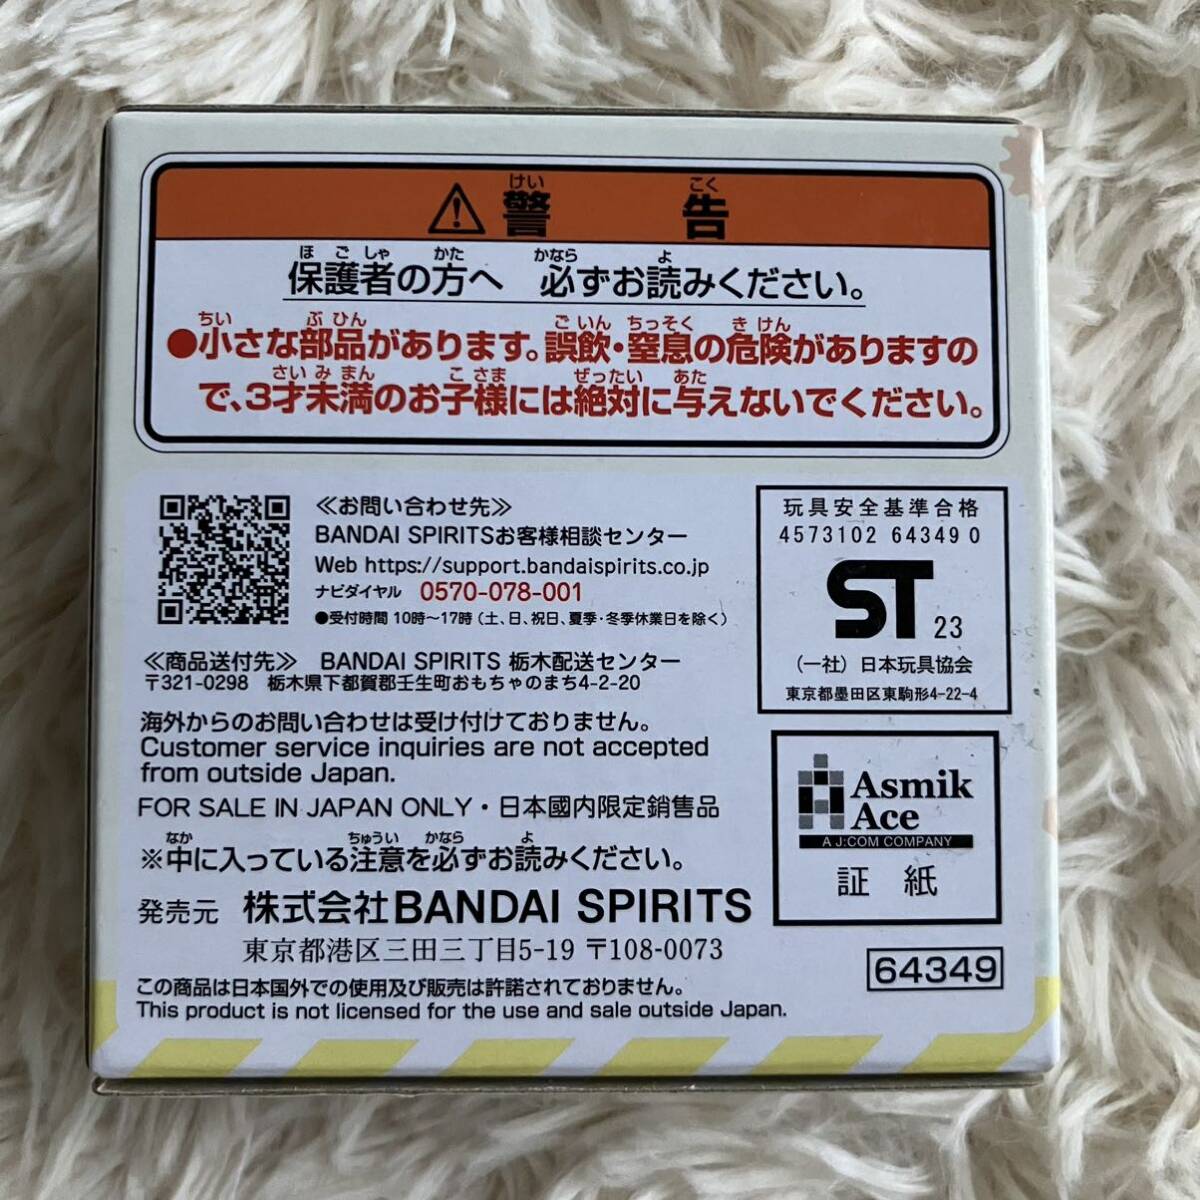 警告
けい こく
保護者の方へ 必ずお読みください。
ほごしゃ かた かなら よ
●小さな部品があります。誤飲・窒息の危険がありますの
ちい ぶひん ごいん ちっそく きけん
で、3才未満のお子様には絶対に与えないでください。
さいみまん こさま ぜったい あた
≪お問い合わせ先≫
BANDAI SPIRITSお客様相談センター
Web https://support.bandaispirits.co.jp
ナビダイヤル 0570-078-001
●受付時間 10時〜17時（土、日、祝日、夏季・冬季休業日を除く）
≪商品送付先≫ BANDAI SPIRITS 栃木配送センター
〒321-0298 栃木県下都賀郡壬生町おもちゃのまち4-2-20
海外からのお問い合わせは受け付けておりません。
Customer service inquiries are not accepted
from outside Japan.
FOR SALE IN JAPAN ONLY・日本國内限定銷售品
※中に入っている注意を必ずお読みください。
なか ちゅうい かなら よ
発売元 株式会社BANDAI SPIRITS
東京都港区三田三丁目5-19 〒108-0073
この商品は日本国外での使用及び販売は許諾されておりません。
This product is not licensed for the use and sale outside Japan.
玩具安全基準合格
4573102 64349 0
ST 23
（一社）日本玩具協会
東京都墨田区東駒形4-22-4
Asmik
Ace
A J:COM COMPANY
証紙
64349